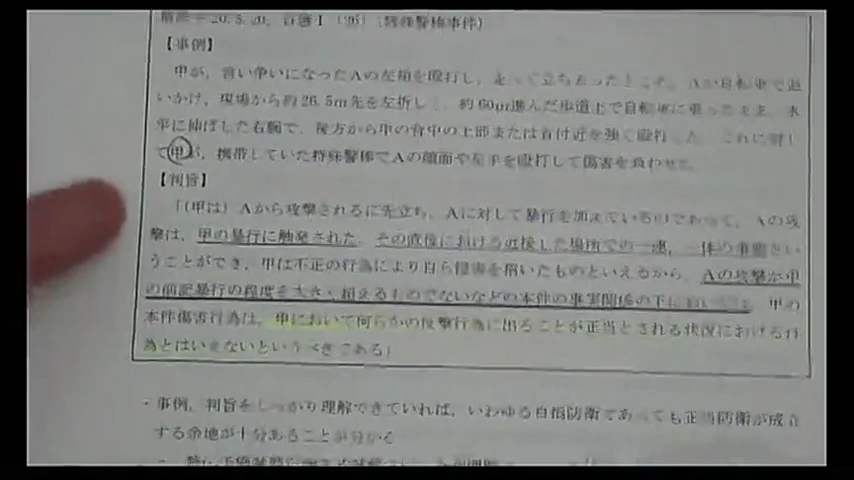 最決平20.5.20，百選Ⅰ〔26〕（特殊警棒事件）
【事例】
甲が，言い争いになったAの左頬を殴打し，走って立ち去ったところ，Aが自転車で追
いかけ，現場から約26.5m先を左折し，約60m進んだ歩道上で自転車に乗ったまま，水
平に伸ばした右腕で，後方から甲の背中の上部または首付近を強く殴打した。これに対し
て甲が，携帯していた特殊警棒でAの顔面や左手を殴打して傷害を負わせた。
【判旨】
「(甲は) Aから攻撃されるに先立ち，Aに対して暴行を加えているのであって，Aの攻
撃は，甲の暴行に触発された，その直後における近接した場所での一連，一体の事態とい
うことができ，甲は不正の行為により自ら侵害を招いたものといえるから，Aの攻撃が甲
の前記暴行の程度を大きく超えるものでないなどの本件の事実関係の下においては，甲の
本件傷害行為は，甲において何らかの反撃行為に出ることが正当とされる状況における行
為とはいえないというべきである」
・事例，判旨をしっかり理解できていれば，いわゆる自招防衛であっても正当防衛が成立
する余地が十分あることが分かる